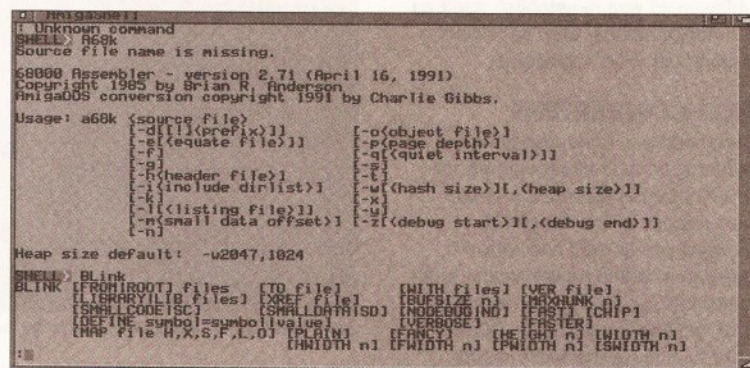 AmigaShell
: Unknown command
SHELL> A68k
Source file name is missing.
68000 Assembler - version 2.71 (April 16, 1991)
Copyright 1985 by Brian R. Anderson
AmigaDOS conversion copyright 1991 by Charlie Gibbs.
Usage: a68k <source file>
[-d[[!]<prefix>]] [-o<object file>]
[-e[<equate file>]] [-p<page depth>]
[-f] [-q[<quiet interval>]]
[-g] [-s]
[-h<header file>] [-t]
[-i<include dirlist>] [-w[<hash size>][,<heap size>]]
[-k] [-x]
[-l[<listing file>]] [-y]
[-m<small data offset>] [-z[<debug start>][,<debug end>]]
[-n]
Heap size default: -w2047,1024
SHELL> BLink
BLINK [FROM|ROOT] files [TO file] [WITH files] [VER file]
[LIBRARY|LIB files] [XREF file] [BUFSIZE n] [MAXHUNK n]
[SMALLCODE|SC] [SMALLDATA|SD] [NODEBUG|ND] [FAST] [CHIP]
[DEFINE symbol=symbol|value] [VERBOSE] [FASTER]
[MAP file H,X,S,F,L,O] [PLAIN] [FANCY] [HEIGHT n] [WIDTH n]
[HWIDTH n] [FWIDTH n] [PWIDTH n] [SWIDTH n]
: